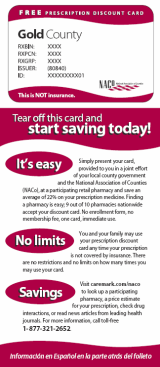 FREE PRESCRIPTION DISCOUNT CARD
Gold County
RXBIN: XXXX
RXPCN: XXXX
RXGRP: XXXX
ISSUER: (80840)
ID: XXXXXXXXX01
NACo
This is NOT insurance.
Tear off this card and
start saving today!
It's easy
Simply present your card,
provided to you in a joint effort
of your local county government
and the National Association of Counties
(NACo), at a participating retail pharmacy and save an
average of 22% on your prescription medicines. Finding
a pharmacy is easy; 9 out of 10 pharmacies nationwide
accept your discount card. No enrollment form, no
membership fee, one card, immediate use.
No limits
You and your family may use
your prescription discount
card any time your prescription
is not covered by insurance. There
are no restrictions and no limits on how many times you
may use your card.
Savings
Visit caremark.com/naco
to look up a participating
pharmacy, a price estimate
for your prescription, check drug
interactions, or read news articles from leading health
journals. For more information, call toll-free
1-877-321-2652
Información en Español en la parte atrás del folleto